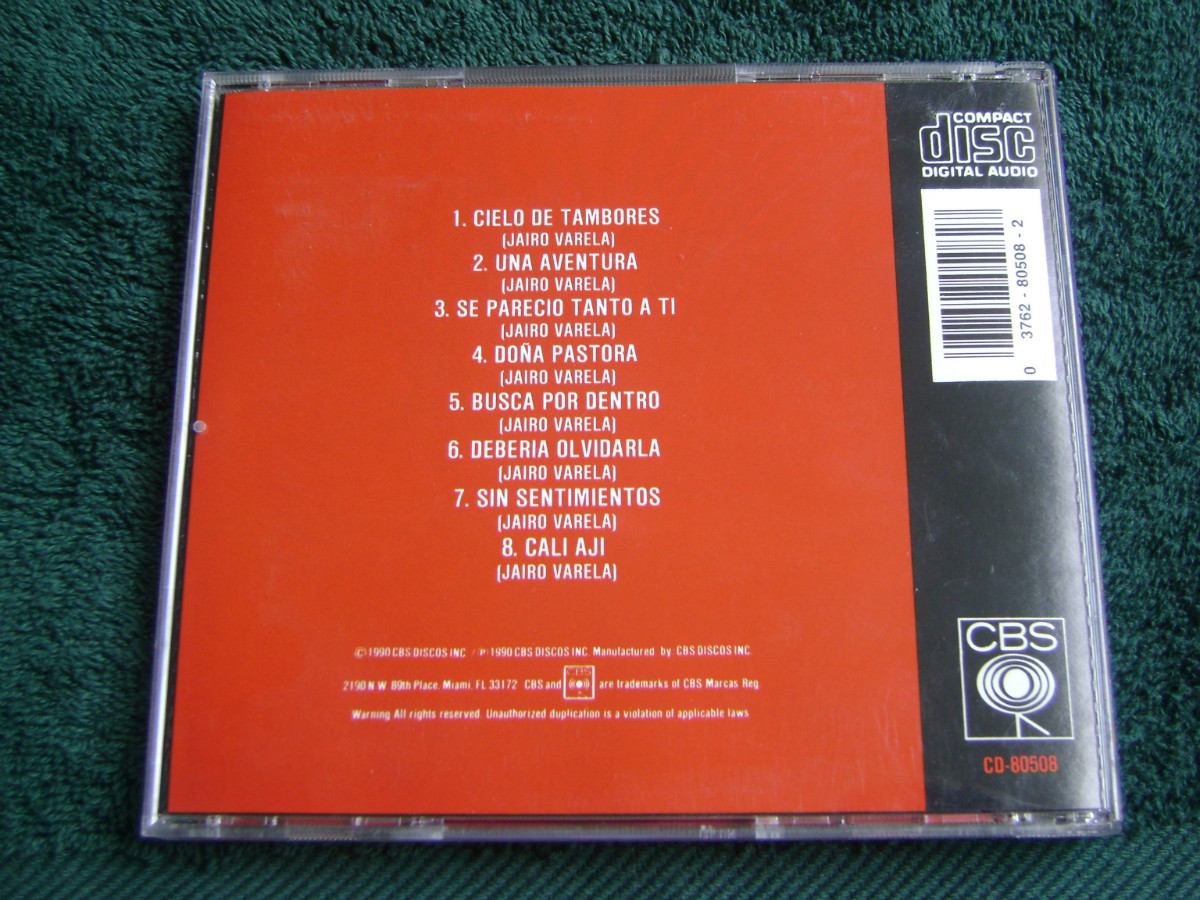 1. CIELO DE TAMBORES
(JAIRO VARELA)
2. UNA AVENTURA
(JAIRO VARELA)
3. SE PARECIO TANTO A TI
(JAIRO VARELA)
4. DOÑA PASTORA
(JAIRO VARELA)
5. BUSCA POR DENTRO
(JAIRO VARELA)
6. DEBERIA OLVIDARLA
(JAIRO VARELA)
7. SIN SENTIMIENTOS
(JAIRO VARELA)
8. CALI AJI
(JAIRO VARELA)
©1990 CBS DISCOS INC. / ℗ 1990 CBS DISCOS INC. Manufactured by CBS DISCOS INC.
2190 N.W. 89th Place, Miami, FL 33172 CBS and are trademarks of CBS Marcas Reg.
Warning All rights reserved. Unauthorized duplication is a violation of applicable laws
COMPACT
disc
DIGITAL AUDIO
0 3762-80508-2
CBS
CD-80508